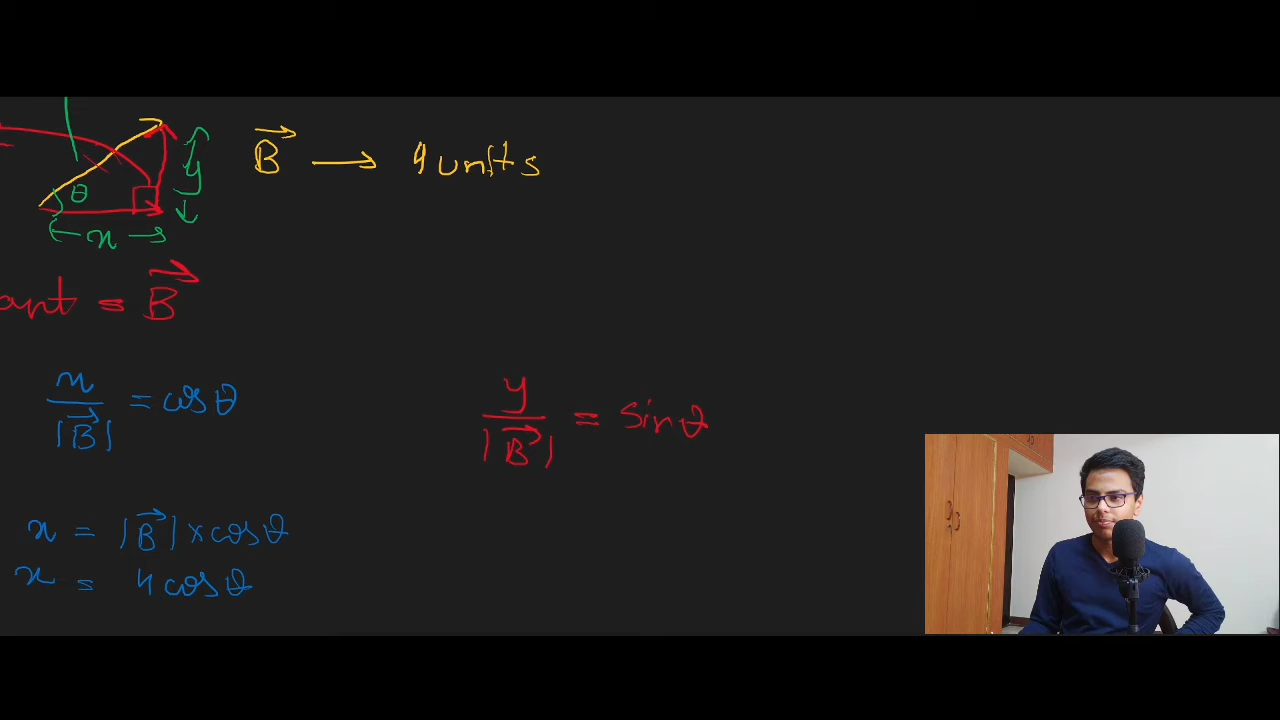 B → 4 units
y
θ
x
ant = B
x/|B| = cos θ
y/|B| = sin θ
x = |B| × cos θ
x = 4 cos θ